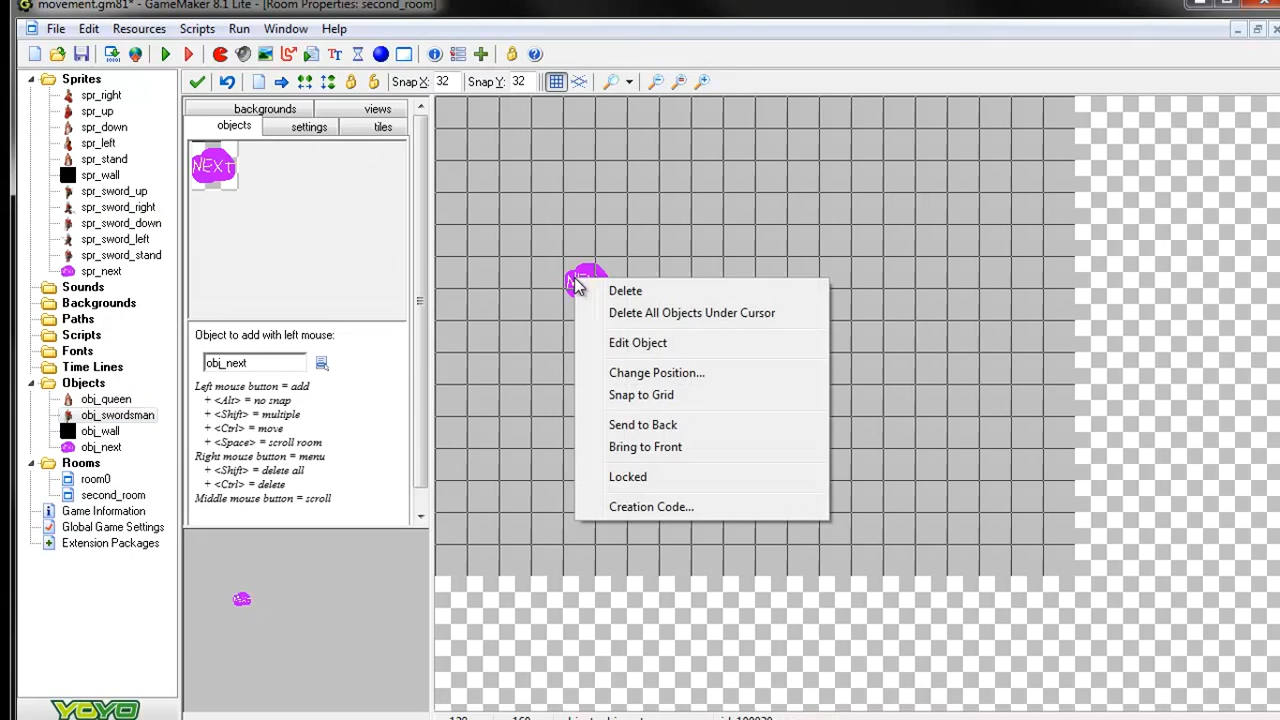 movement.gm81* - GameMaker 8.1 Lite - [Room Properties: second_room]
File Edit Resources Scripts Run Window Help
Snap X: 32 Snap Y: 32
Sprites
spr_right
spr_up
spr_down
spr_left
spr_stand
spr_wall
spr_sword_up
spr_sword_right
spr_sword_down
spr_sword_left
spr_sword_stand
spr_next
Sounds
Backgrounds
Paths
Scripts
Fonts
Time Lines
Objects
obj_queen
obj_swordsman
obj_wall
obj_next
Rooms
room0
second_room
Game Information
Global Game Settings
Extension Packages
YOYO
backgrounds views
objects settings tiles
NEXT
Object to add with left mouse:
obj_next
Left mouse button = add
+ <Alt> = no snap
+ <Shift> = multiple
+ <Ctrl> = move
+ <Space> = scroll room
Right mouse button = menu
+ <Shift> = delete all
+ <Ctrl> = delete
Middle mouse button = scroll
Delete
Delete All Objects Under Cursor
Edit Object
Change Position...
Snap to Grid
Send to Back
Bring to Front
Locked
Creation Code...